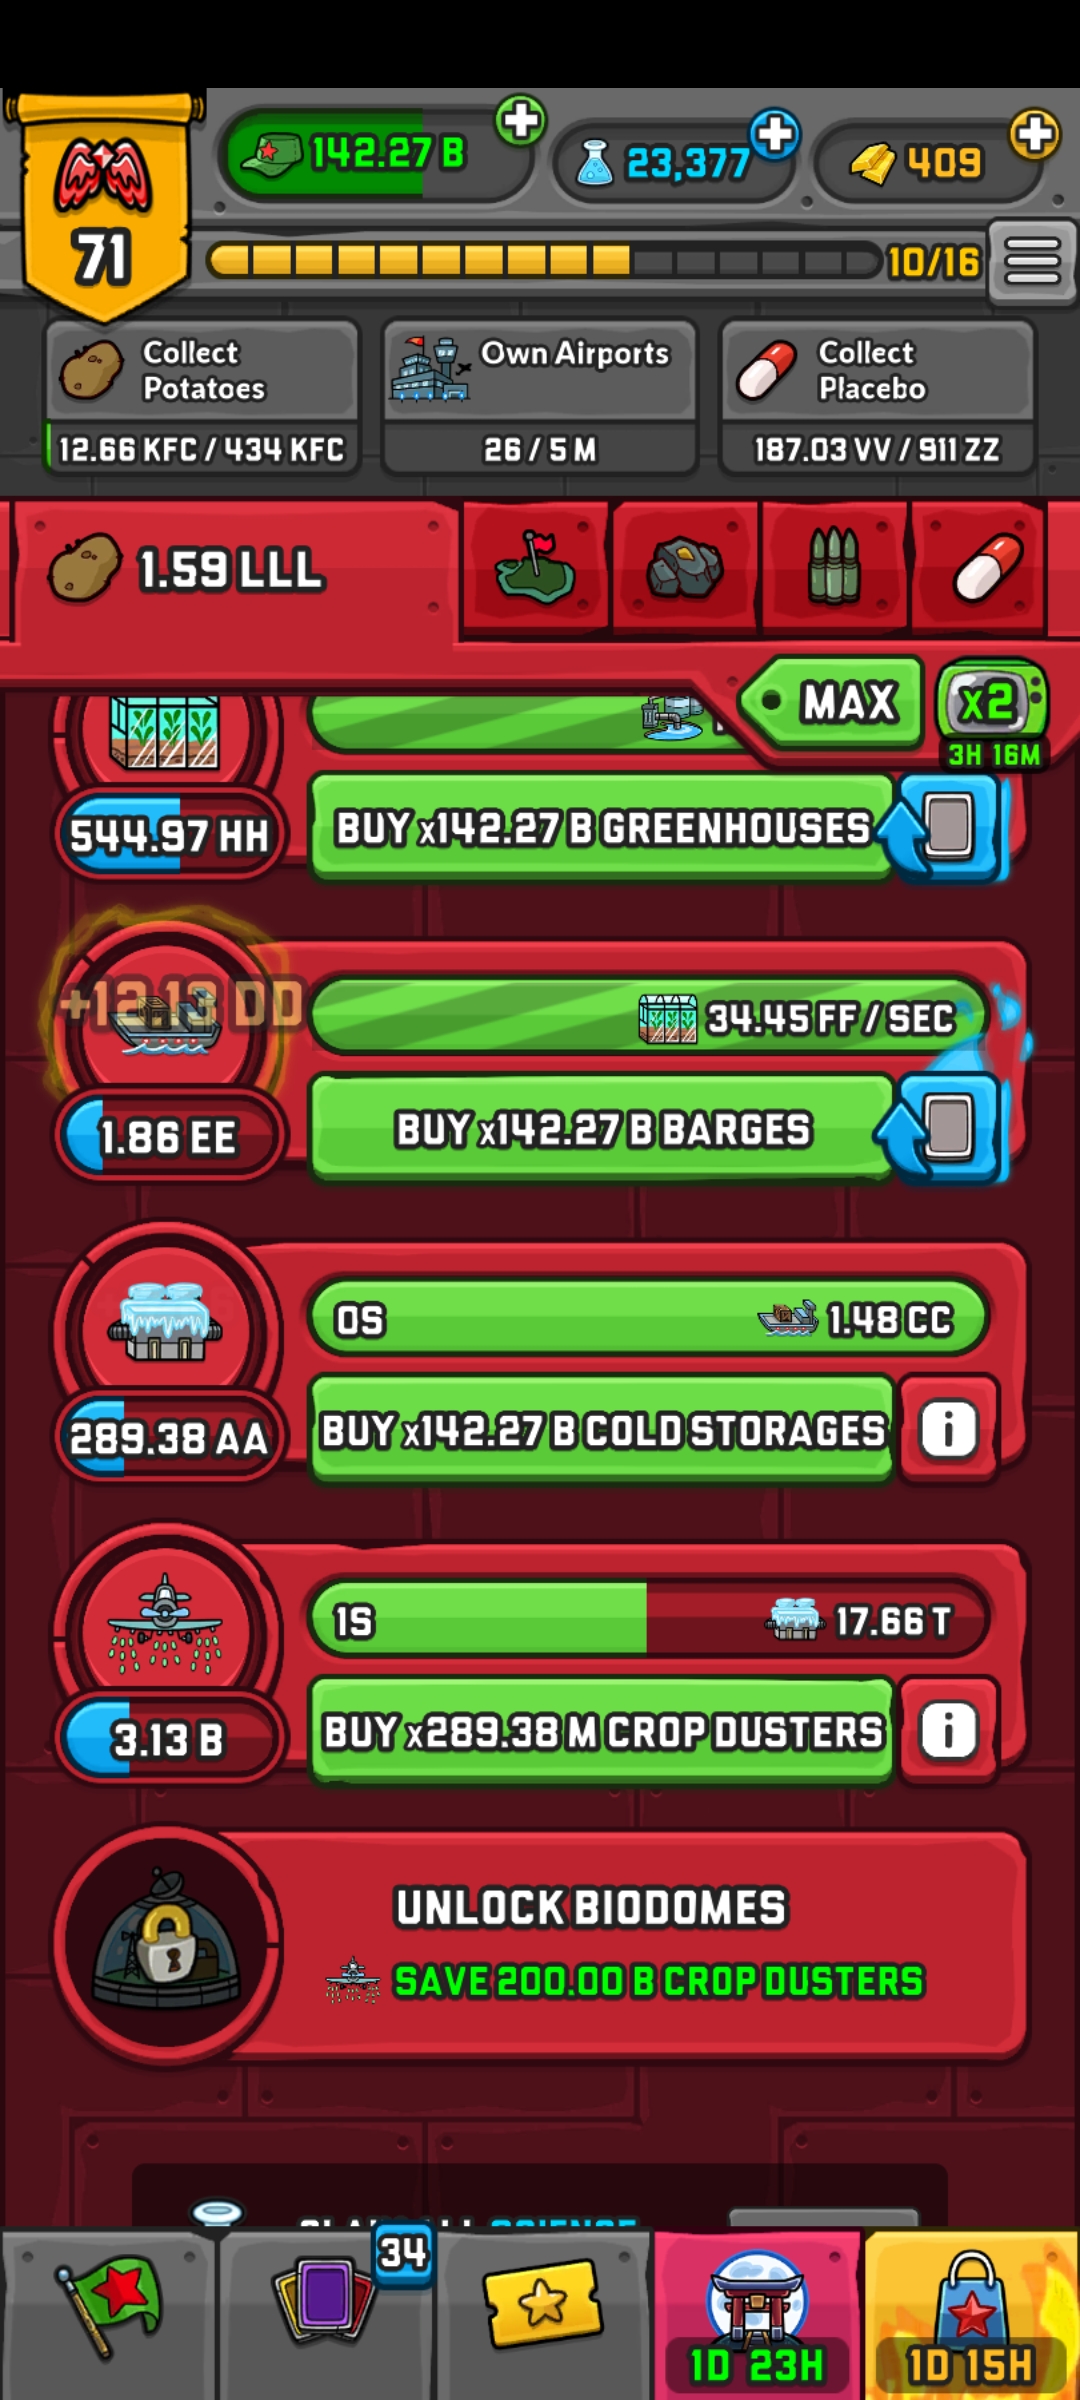 142.27 B
23,377
409
71
10/16
Collect
Potatoes
12.66 KFC / 434 KFC
Own Airports
26 / 5 M
Collect
Placebo
187.03 VV / 911 ZZ
1.59 LLL
MAX
x2
3H 16M
544.97 HH
BUY x142.27 B GREENHOUSES
34.45 FF / SEC
1.86 EE
BUY x142.27 B BARGES
0S
1.48 CC
289.38 AA
BUY x142.27 B COLD STORAGES
i
1S
17.66 T
3.13 B
BUY x289.38 M CROP DUSTERS
i
UNLOCK BIODOMES
SAVE 200.00 B CROP DUSTERS
34
1D 23H
1D 15H